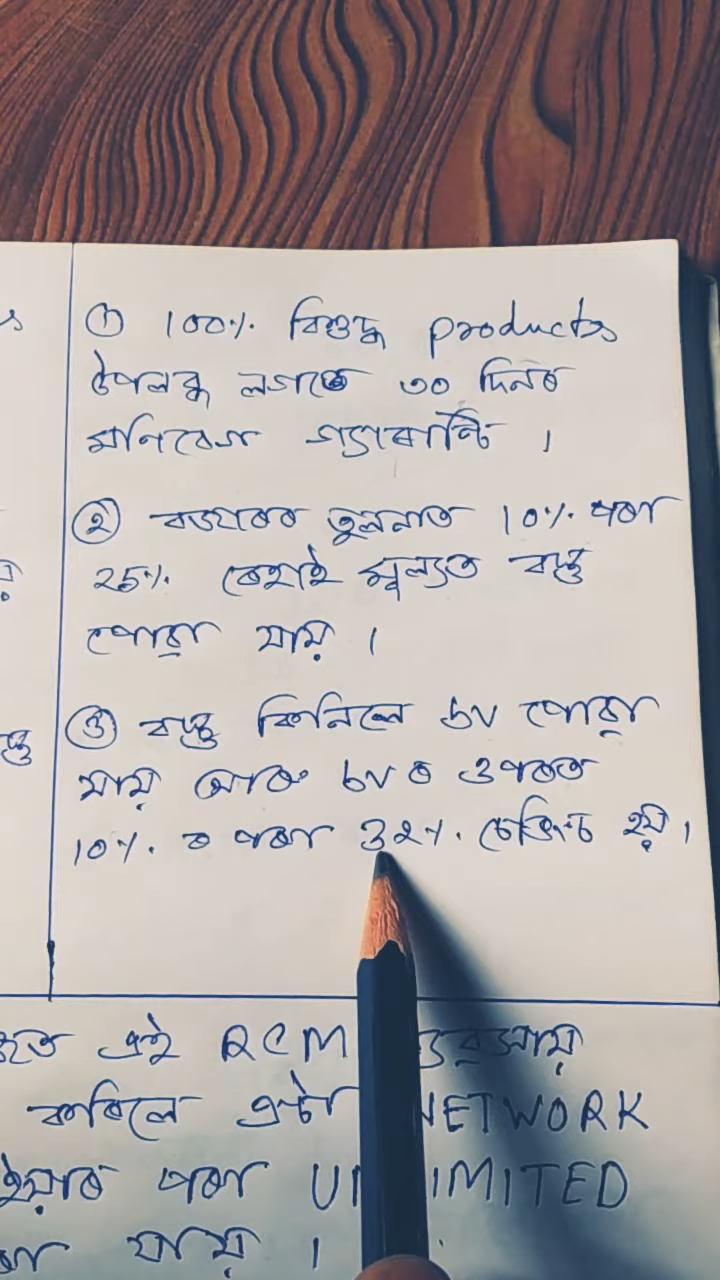 ① 100% বিশুদ্ধ products
উপলব্ধ লগতে ৩০ দিনৰ
মানিবেগ গ্যাৰান্টি ।
② বজাৰৰ তুলনাত 10% পৰা
25% ৰেহাই মূল্যত বস্তু
পোৱা যায় ।
স্তু
③ বস্তু কিনিলে bv পোৱা
যায় আৰু bv ৰ ওপৰত
10% ৰ পৰা 32% হয় ।
এই RCM
কৰিলে এটা NETWORK
পৰা UNLIMITED
যায় ।